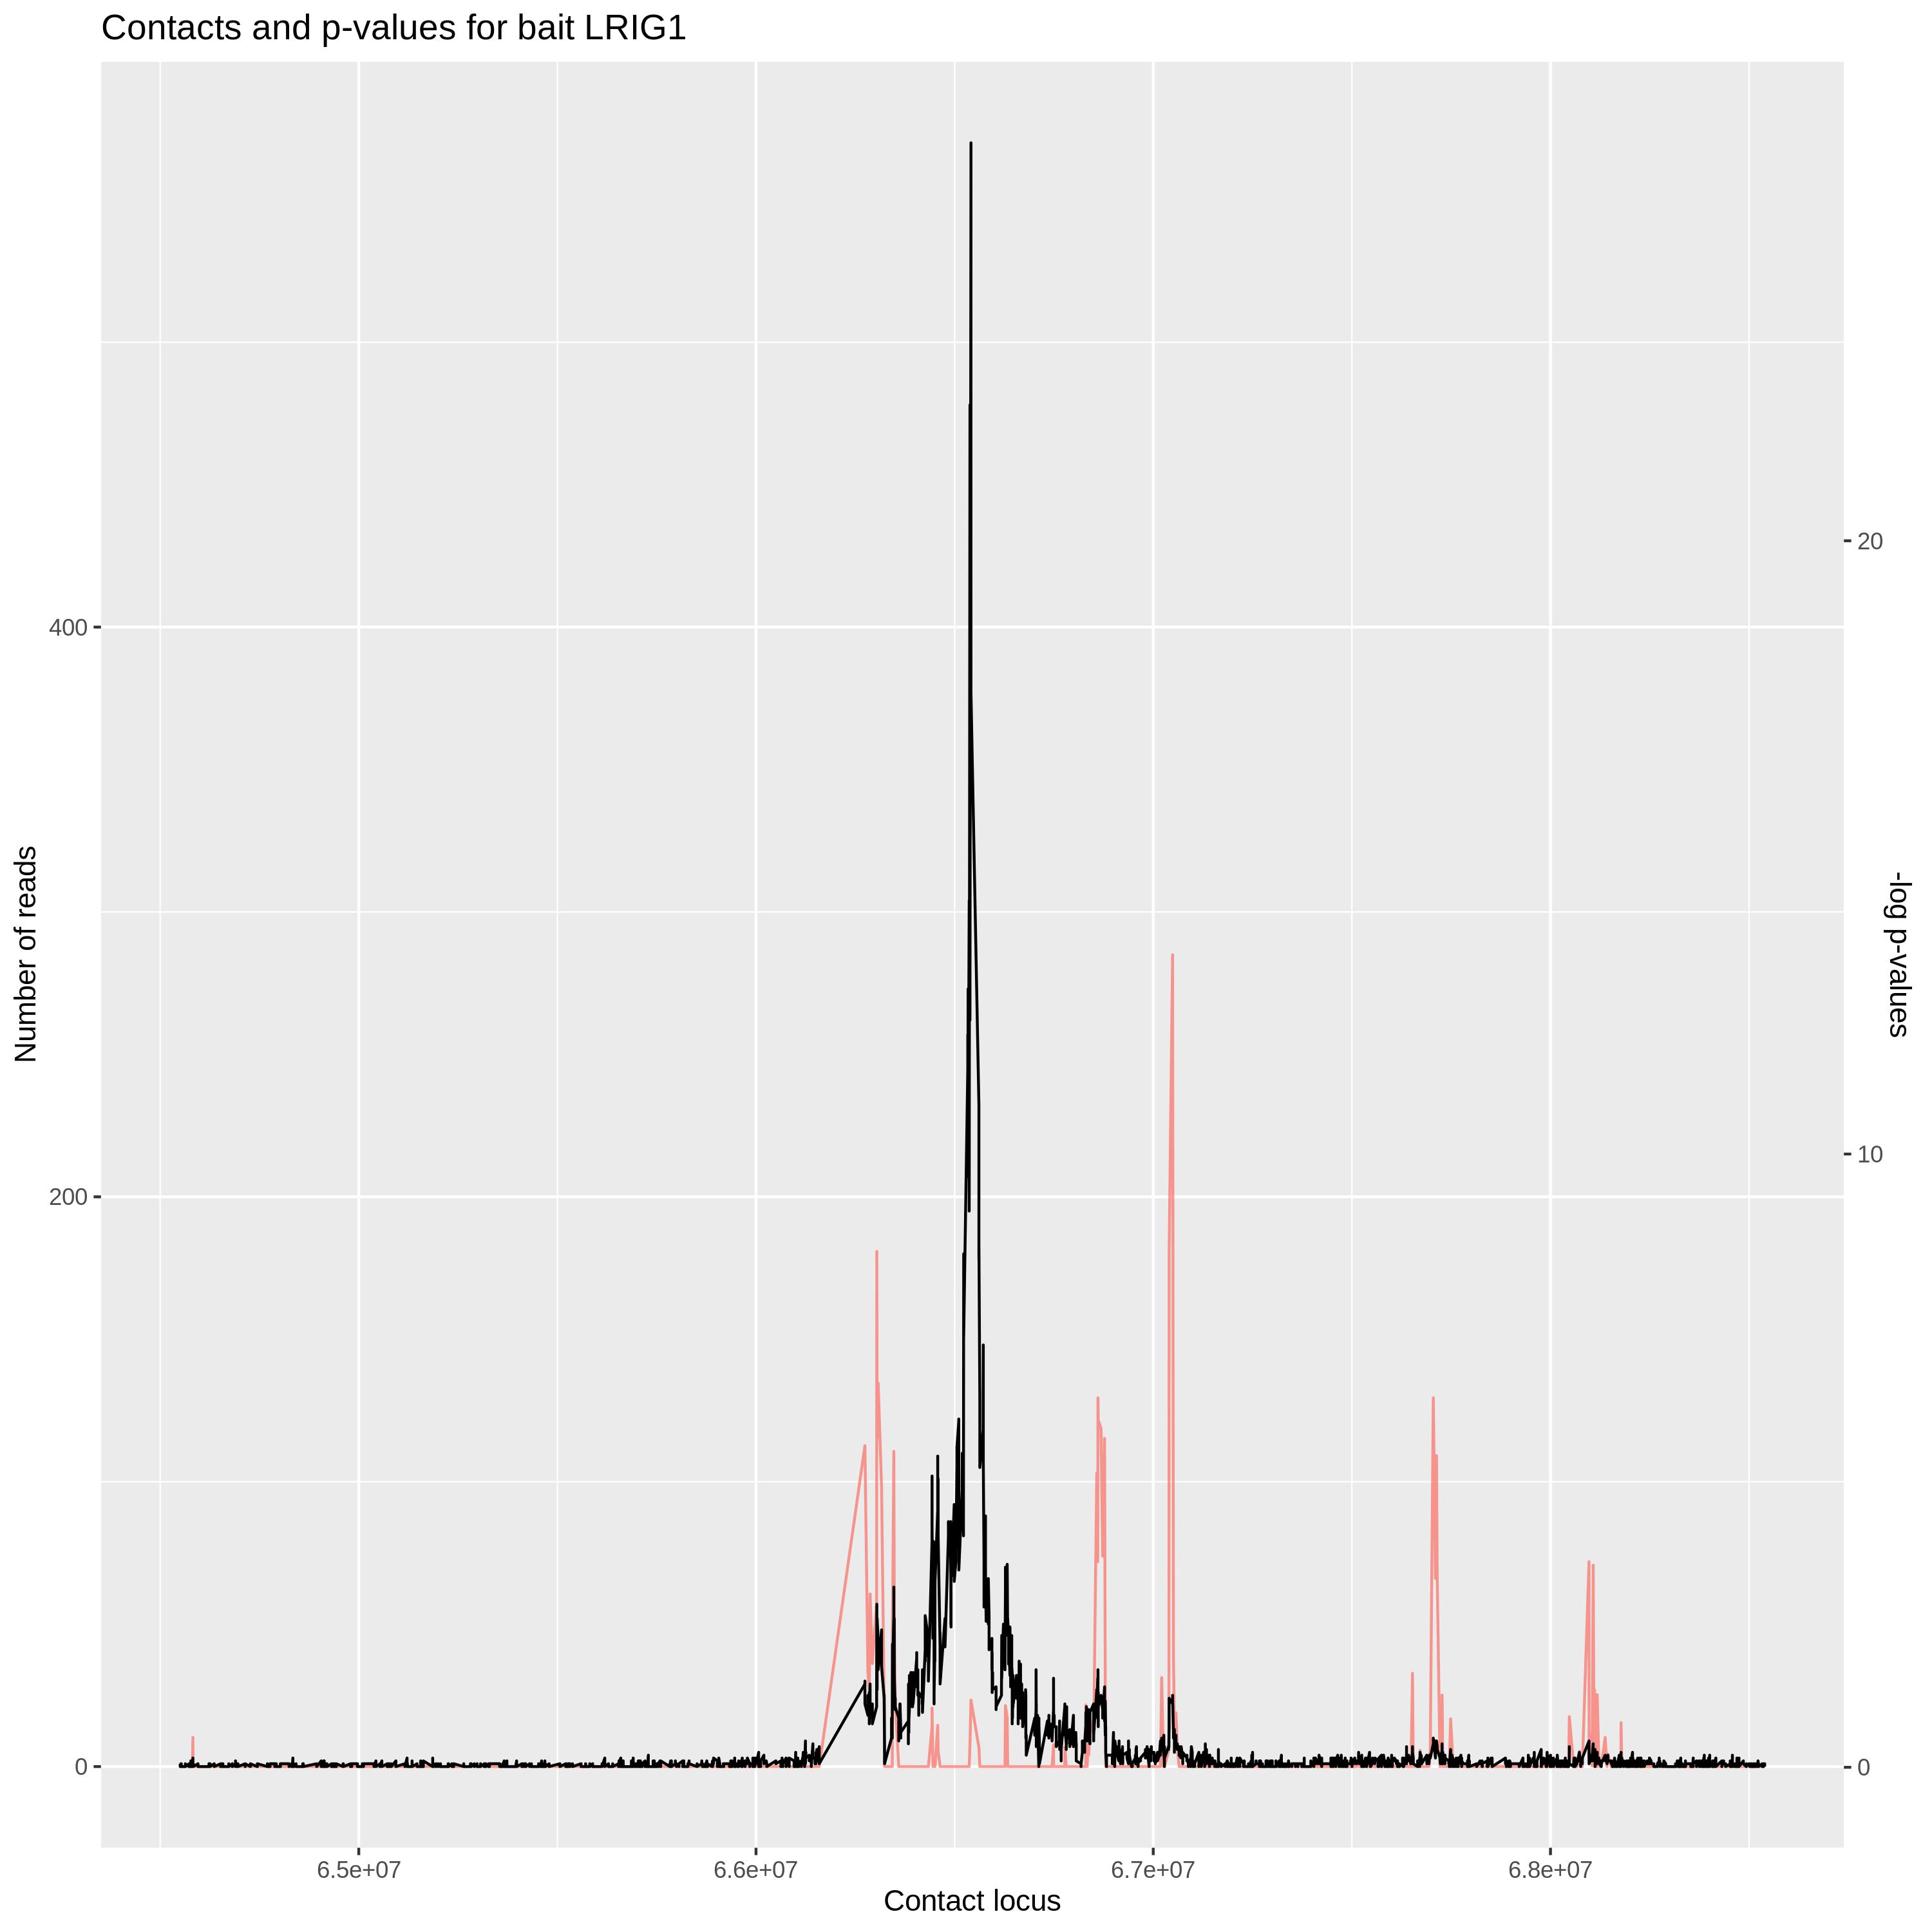 Contacts and p-values for bait LRIG1
Number of reads
400
200
0
20
10
0
-log p-values
6.5e+07
6.6e+07
6.7e+07
6.8e+07
Contact locus